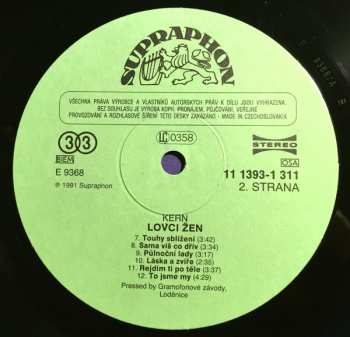 SUPRAPHON
VŠECHNA PRÁVA VÝROBCE A VLASTNÍKŮ AUTORSKÝCH PRÁV K DÍLU JSOU VYHRAZENA.
BEZ SOUHLASU JE VÝROBA KOPIÍ, PRONÁJEM, PŮJČOVÁNÍ, VEŘEJNÉ
PROVOZOVÁNÍ A ROZHLASOVÉ ŠÍŘENÍ TÉTO DESKY ZAKÁZÁNO - MADE IN CZECHOSLOVAKIA
33
LC 0358
STEREO
BIEM
OSA
E 9368
11 1393-1 311
℗ 1991 Supraphon
2. STRANA
KERN
LOVCI ŽEN
7. Touhy sblížení (3:42)
8. Sama víš co dřív (3:34)
9. Půlnoční lady (3:17)
10. Láska a zvíře (2:35)
11. Rejdím ti po těle (3:37)
12. To jsme my (4:29)
Pressed by Gramofonové závody,
Loděnice